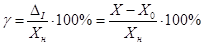 γ = Δ_I / X_н · 100% = X − X_0 / X_н · 100%